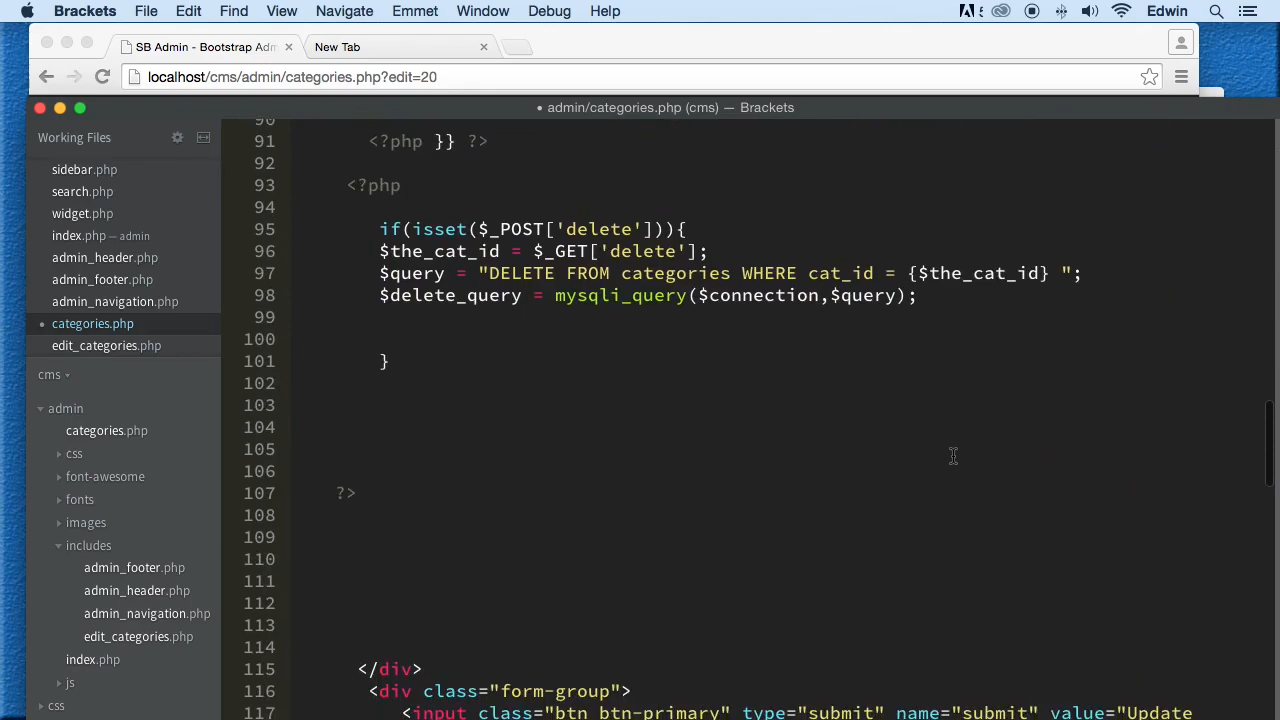 Brackets File Edit Find View Navigate Emmet Window Debug Help Edwin
SB Admin - Bootstrap Adm New Tab
localhost/cms/admin/categories.php?edit=20
• admin/categories.php (cms) — Brackets
Working Files
sidebar.php
search.php
widget.php
index.php — admin
admin_header.php
admin_footer.php
admin_navigation.php
categories.php
edit_categories.php
cms
admin
categories.php
css
font-awesome
fonts
images
includes
admin_footer.php
admin_header.php
admin_navigation.php
edit_categories.php
index.php
js
css
90
91 <?php }} ?>
92
93 <?php
94
95 if(isset($_POST['delete'])){
96 $the_cat_id = $_GET['delete'];
97 $query = "DELETE FROM categories WHERE cat_id = {$the_cat_id} ";
98 $delete_query = mysqli_query($connection,$query);
99
100
101 }
102
103
104
105
106
107 ?>
108
109
110
111
112
113
114
115 </div>
116 <div class="form-group">
117 <input class="btn btn-primary" type="submit" name="submit" value="Update